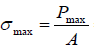 σmax = Pmax / A